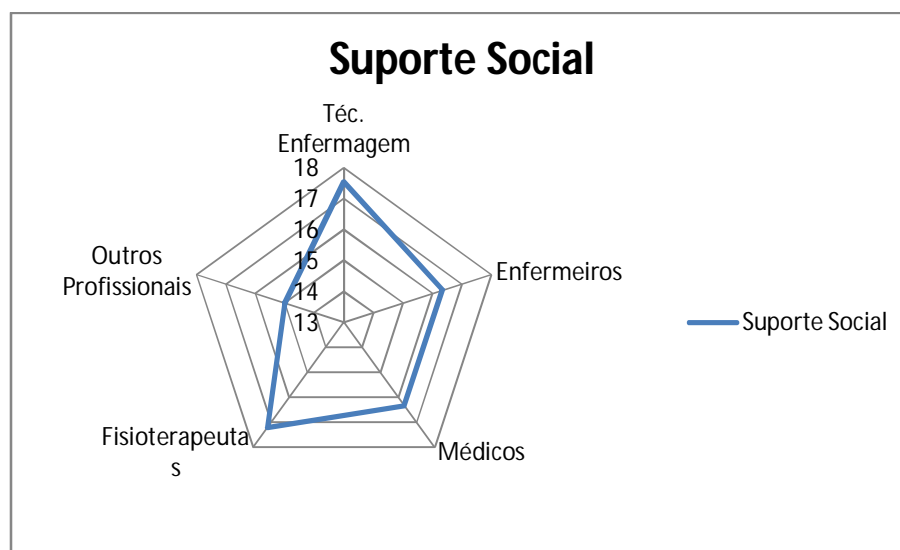 Suporte Social
Téc.
Enfermagem
18
17
16
15
14
13
Outros
Profissionais
Enfermeiros
Suporte Social
Fisioterapeuta
s
Médicos